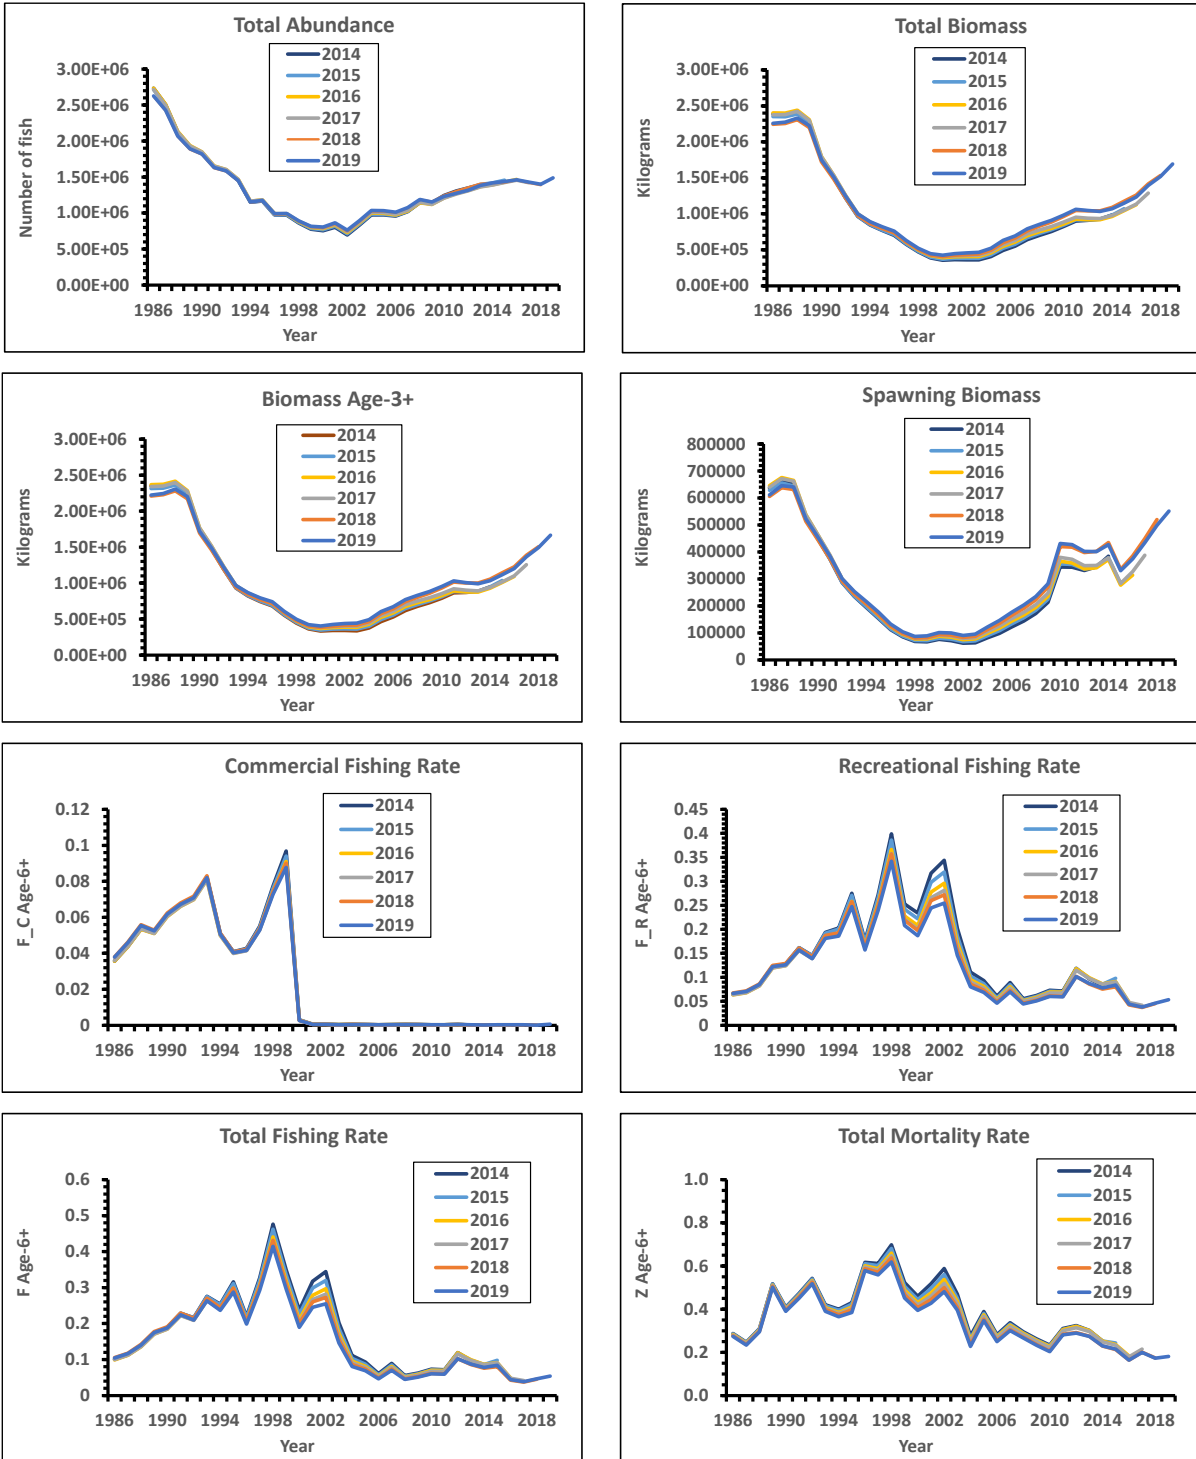 Total Abundance
2014
2015
2016
2017
2018
2019
3.00E+06
2.50E+06
2.00E+06
1.50E+06
1.00E+06
5.00E+05
0.00E+00
Number of fish
1986 1990 1994 1998 2002 2006 2010 2014 2018
Year
Total Biomass
2014
2015
2016
2017
2018
2019
3.00E+06
2.50E+06
2.00E+06
1.50E+06
1.00E+06
5.00E+05
0.00E+00
Kilograms
1986 1990 1994 1998 2002 2006 2010 2014 2018
Year
Biomass Age-3+
2014
2015
2016
2017
2018
2019
3.00E+06
2.50E+06
2.00E+06
1.50E+06
1.00E+06
5.00E+05
0.00E+00
Kilograms
1986 1990 1994 1998 2002 2006 2010 2014 2018
Year
Spawning Biomass
2014
2015
2016
2017
2018
2019
800000
700000
600000
500000
400000
300000
200000
100000
0
Kilograms
1986 1990 1994 1998 2002 2006 2010 2014 2018
Year
Commercial Fishing Rate
2014
2015
2016
2017
2018
2019
0.12
0.1
0.08
0.06
0.04
0.02
0
F_C Age-6+
1986 1990 1994 1998 2002 2006 2010 2014 2018
Year
Recreational Fishing Rate
2014
2015
2016
2017
2018
2019
0.45
0.4
0.35
0.3
0.25
0.2
0.15
0.1
0.05
0
F_R Age-6+
1986 1990 1994 1998 2002 2006 2010 2014 2018
Year
Total Fishing Rate
2014
2015
2016
2017
2018
2019
0.6
0.5
0.4
0.3
0.2
0.1
0
F Age-6+
1986 1990 1994 1998 2002 2006 2010 2014 2018
Year
Total Mortality Rate
2014
2015
2016
2017
2018
2019
1.0
0.8
0.6
0.4
0.2
0.0
Z Age-6+
1986 1990 1994 1998 2002 2006 2010 2014 2018
Year